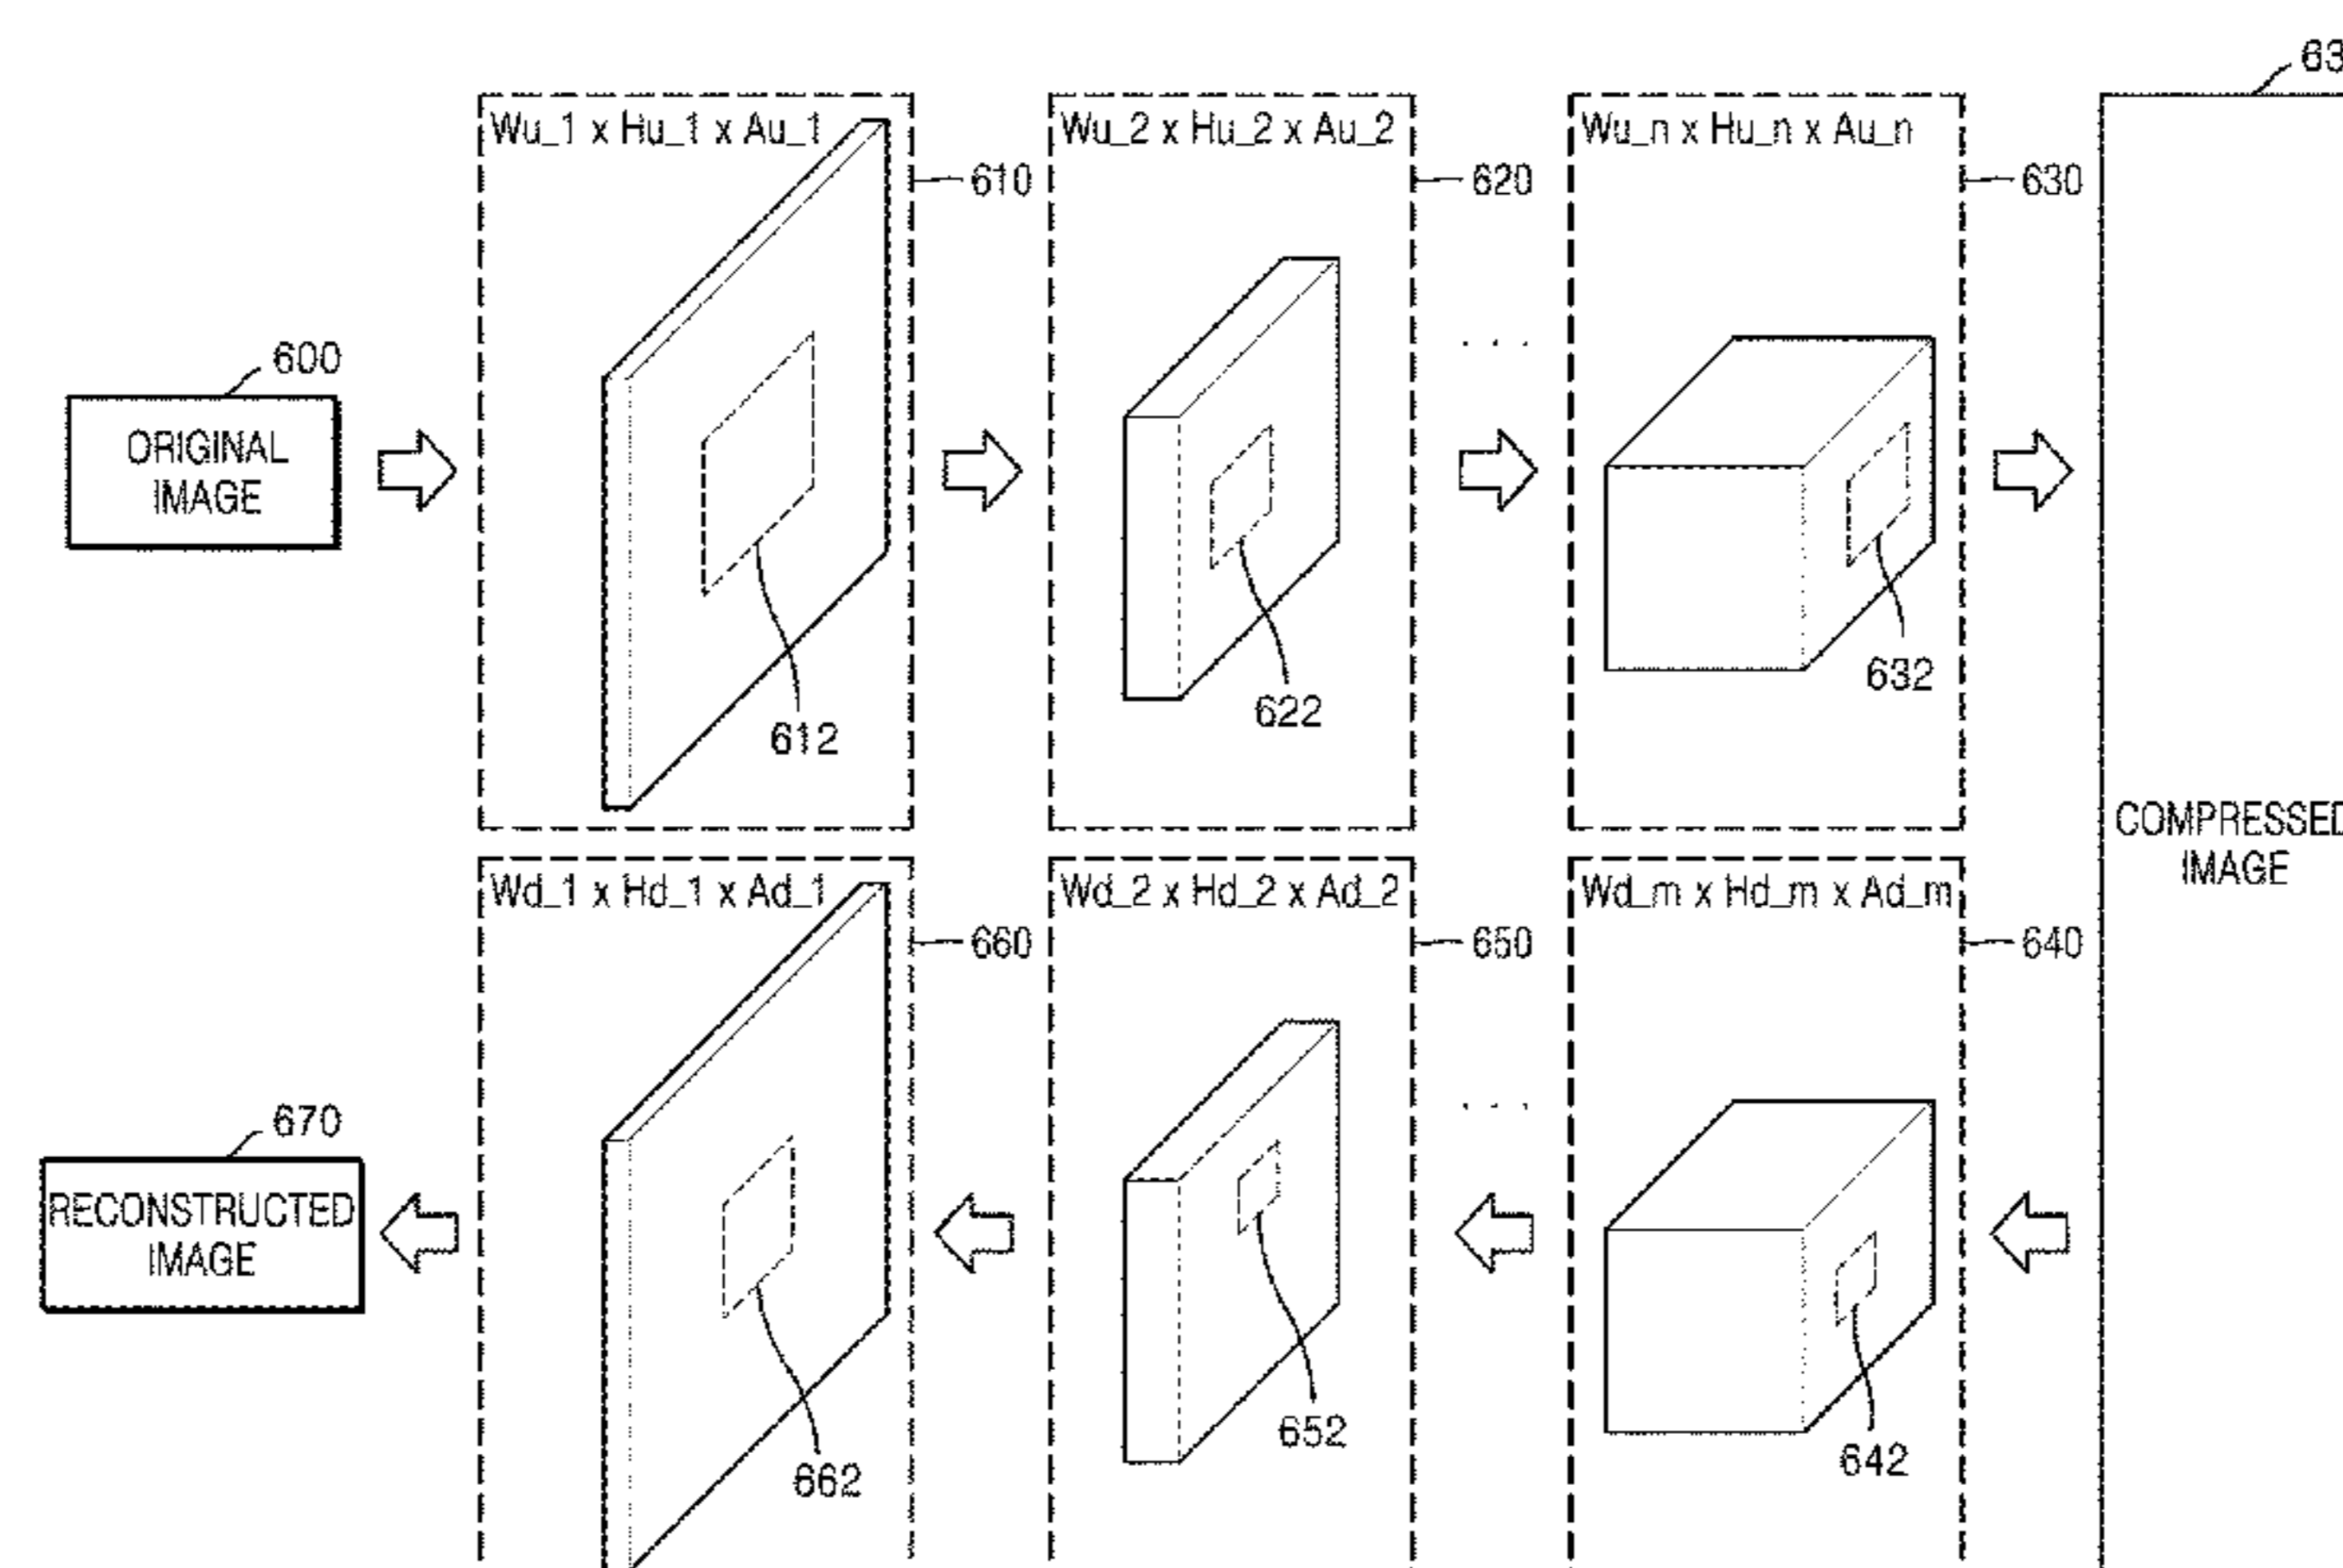 Wu_1 x Hu_1 x Au_1
610
Wu_2 x Hu_2 x Au_2
620
Wu_n x Hu_n x Au_n
630
600
ORIGINAL
IMAGE
. . .
612
622
632
COMPRESSED
IMAGE
Wd_1 x Hd_1 x Ad_1
660
Wd_2 x Hd_2 x Ad_2
650
Wd_m x Hd_m x Ad_m
640
670
RECONSTRUCTED
IMAGE
. . .
662
652
642